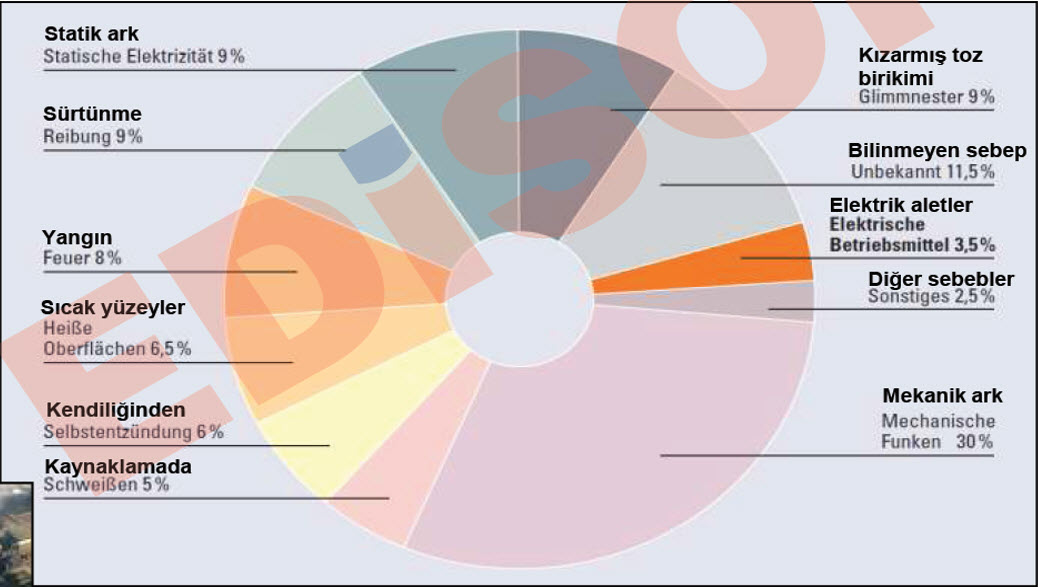 Statik ark
Statische Elektrizität 9%
Sürtünme
Reibung 9%
Yangın
Feuer 8%
Sıcak yüzeyler
Heiße
Oberflächen 6,5%
Kendiliğinden
Selbstentzündung 6%
Kaynaklamada
Schweißen 5%
Kızarmış toz
birikimi
Glimmnester 9%
Bilinmeyen sebep
Unbekannt 11,5%
Elektrik aletler
Elektrische
Betriebsmittel 3,5%
Diğer sebebler
Sonstiges 2,5%
Mekanik ark
Mechanische
Funken 30%